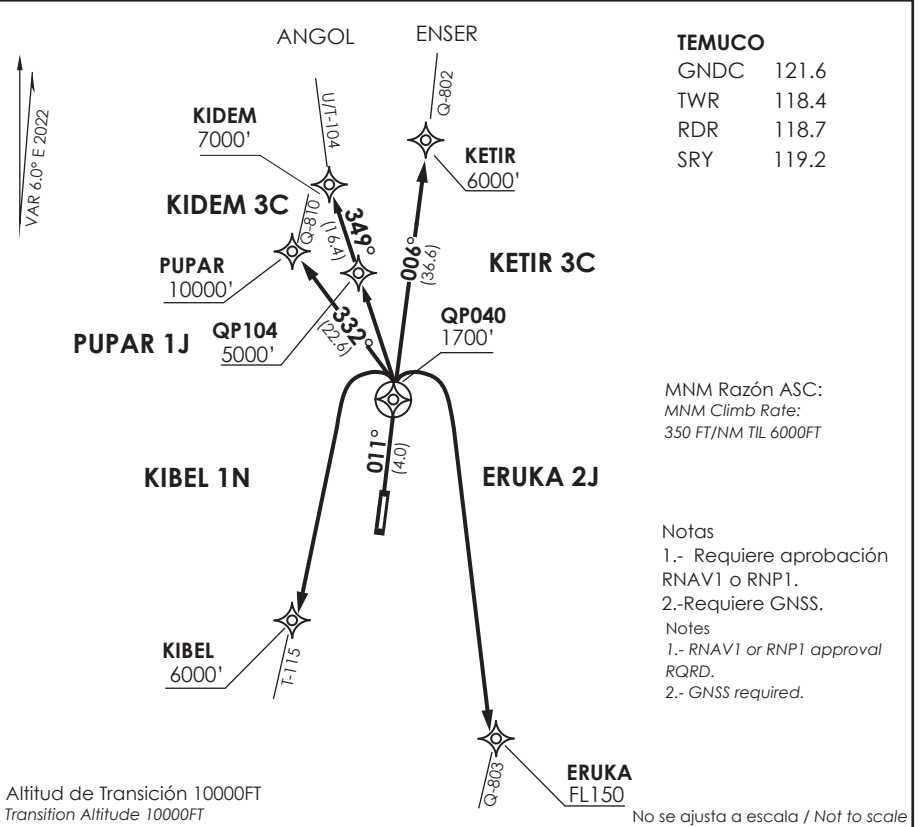 ANGOL
ENSER
VAR 6.0° E 2022
U/T-104
Q-802
KIDEM
7000'
KETIR
6000'
KIDEM 3C
Q-810
349°
(16.4)
006°
(36.6)
KETIR 3C
PUPAR
10000'
PUPAR 1J
QP104
5000'
332°
(22.6)
QP040
1700'
011°
(4.0)
KIBEL 1N
ERUKA 2J
KIBEL
6000'
T-115
Q-803
ERUKA
FL150
TEMUCO
GNDC 121.6
TWR 118.4
RDR 118.7
SRY 119.2
MNM Razón ASC:
MNM Climb Rate:
350 FT/NM TIL 6000FT
Notas
1.- Requiere aprobación
RNAV1 o RNP1.
2.-Requiere GNSS.
Notes
1.- RNAV1 or RNP1 approval
RQRD.
2.- GNSS required.
Altitud de Transición 10000FT
Transition Altitude 10000FT
No se ajusta a escala / Not to scale